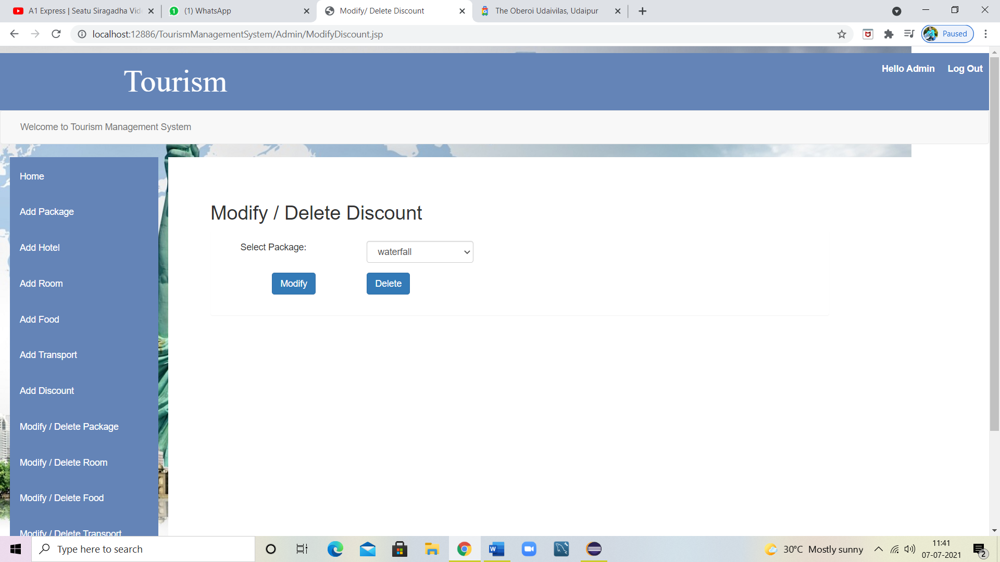 A1 Express | Seatu Siragadha Vid
(1) WhatsApp
Modify/ Delete Discount
The Oberoi Udaivilas, Udaipur
localhost:12886/TourismManagementSystem/Admin/ModifyDiscount.jsp
Paused
Tourism
Hello Admin
Log Out
Welcome to Tourism Management System
Home
Add Package
Add Hotel
Add Room
Add Food
Add Transport
Add Discount
Modify / Delete Package
Modify / Delete Room
Modify / Delete Food
Modify / Delete Transport
Modify / Delete Discount
Select Package:
waterfall
Modify
Delete
Type here to search
30°C Mostly sunny
11:41
07-07-2021
2